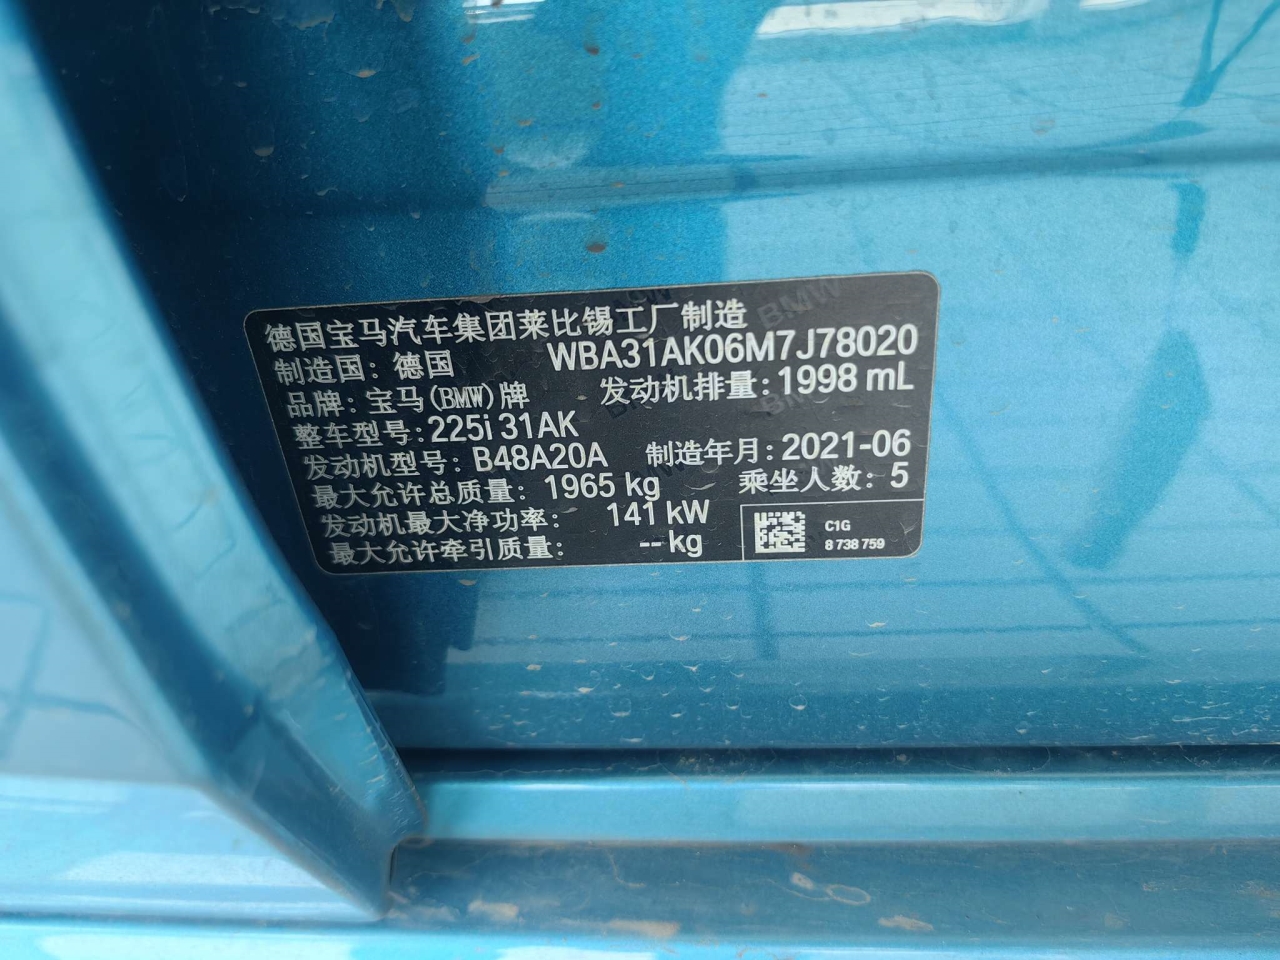 德国宝马汽车集团莱比锡工厂制造
制造国：德国 WBA31AK06M7J78020
品牌：宝马(BMW)牌 发动机排量：1998 mL
整车型号：225i 31AK
发动机型号：B48A20A 制造年月：2021-06
最大允许总质量：1965 kg 乘坐人数：5
发动机最大净功率：141 kW
最大允许牵引质量：-- kg
C1G
8 738 759